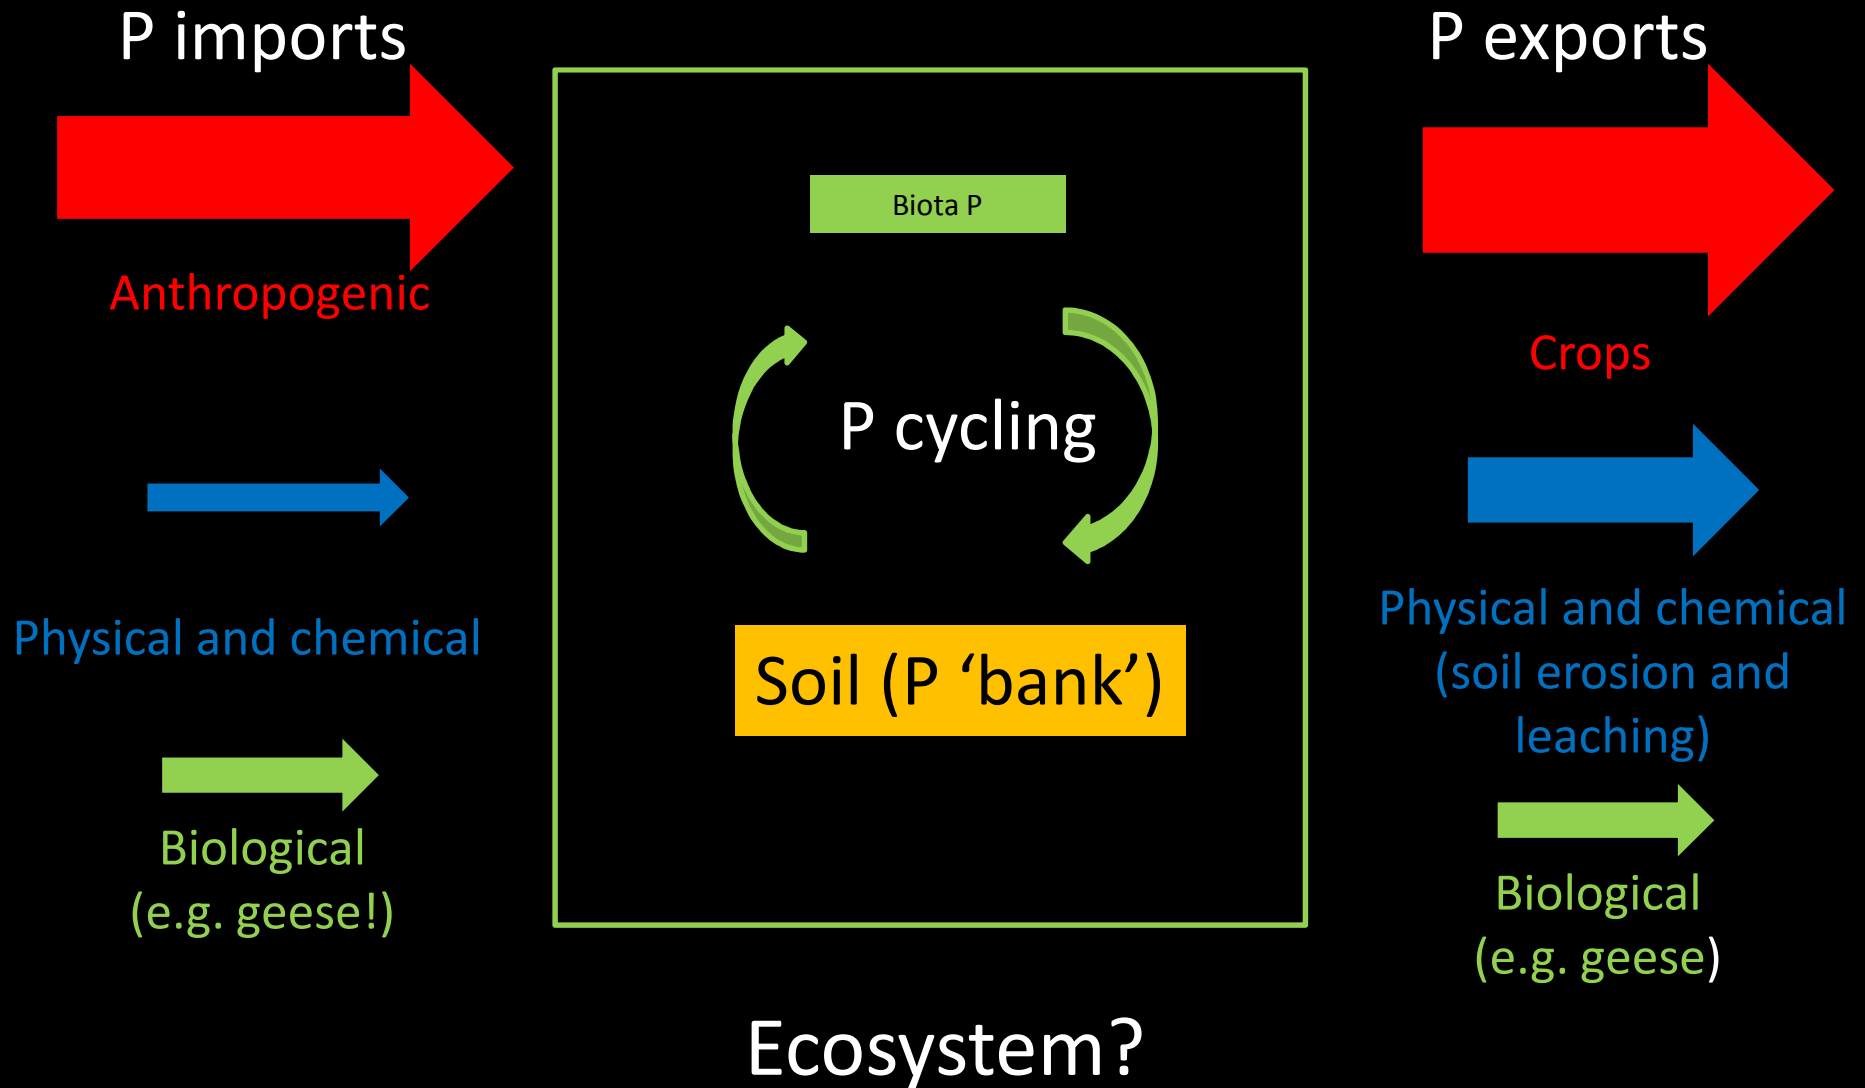 P imports
Anthropogenic
Physical and chemical
Biological
(e.g. geese!)
Biota P
P cycling
Soil (P ‘bank’)
P exports
Crops
Physical and chemical
(soil erosion and
leaching)
Biological
(e.g. geese)
Ecosystem?